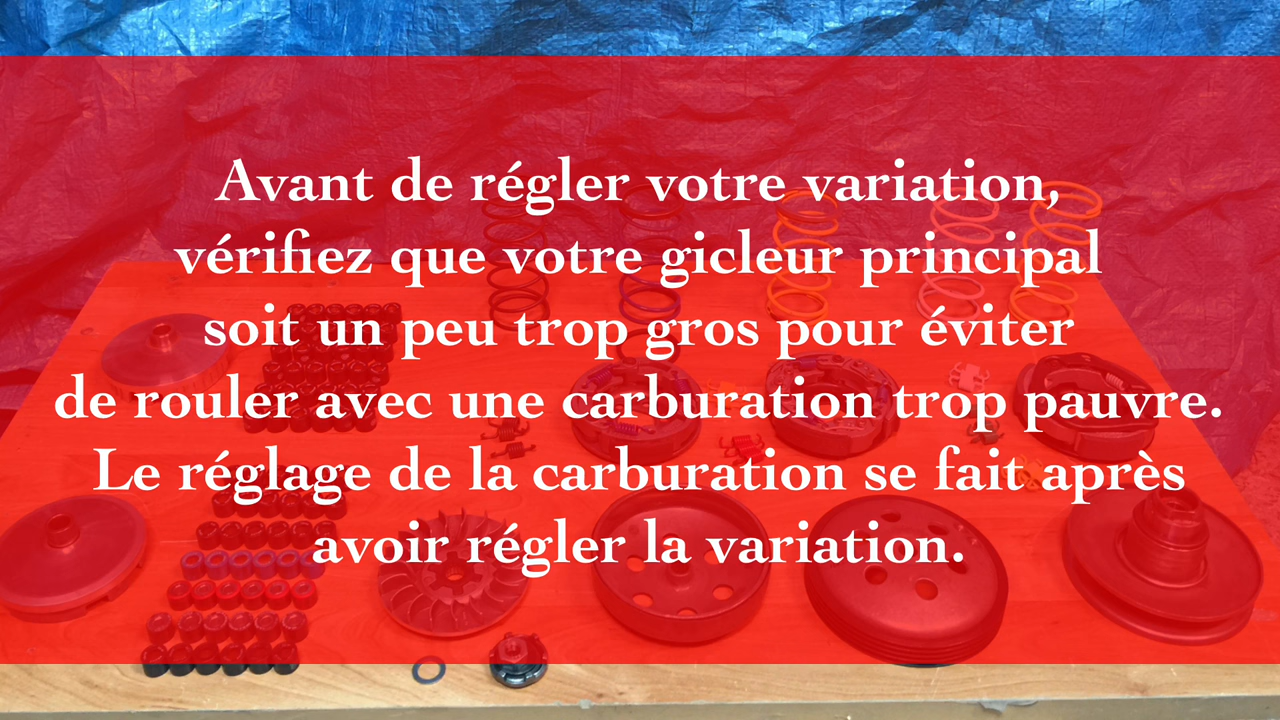 Avant de régler votre variation,
vérifiez que votre gicleur principal
soit un peu trop gros pour éviter
de rouler avec une carburation trop pauvre.
Le réglage de la carburation se fait après
avoir régler la variation.